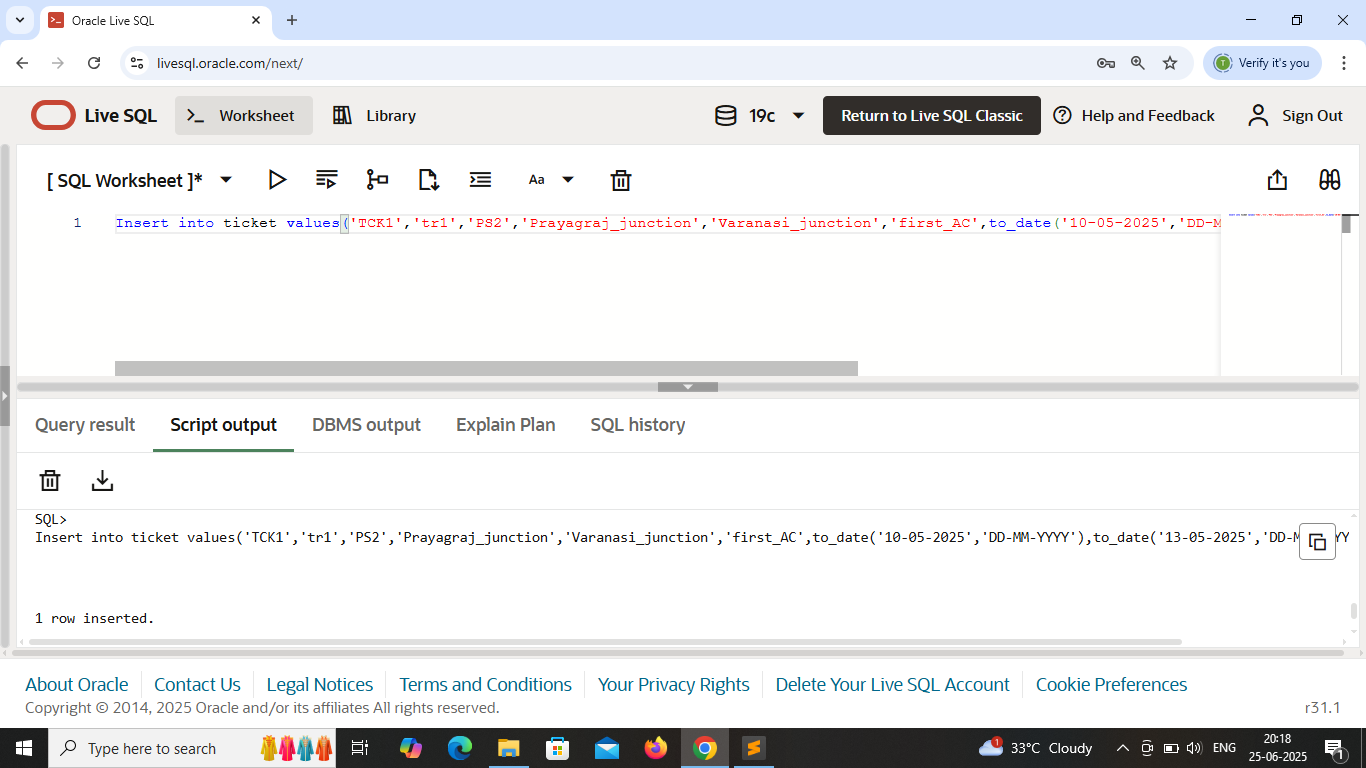 Oracle Live SQL
livesql.oracle.com/next/
T
Verify it's you
Live SQL
Worksheet
Library
19c
Return to Live SQL Classic
Help and Feedback
Sign Out
[ SQL Worksheet ]*
Aa
1 Insert into ticket values('TCK1','tr1','PS2','Prayagraj_junction','Varanasi_junction','first_AC',to_date('10-05-2025','DD-M
Query result
Script output
DBMS output
Explain Plan
SQL history
SQL>
Insert into ticket values('TCK1','tr1','PS2','Prayagraj_junction','Varanasi_junction','first_AC',to_date('10-05-2025','DD-MM-YYYY'),to_date('13-05-2025','DD-M YY
1 row inserted.
About Oracle
Contact Us
Legal Notices
Terms and Conditions
Your Privacy Rights
Delete Your Live SQL Account
Cookie Preferences
Copyright © 2014, 2025 Oracle and/or its affiliates All rights reserved.
r31.1
Type here to search
1
33°C Cloudy
ENG
20:18
25-06-2025
1